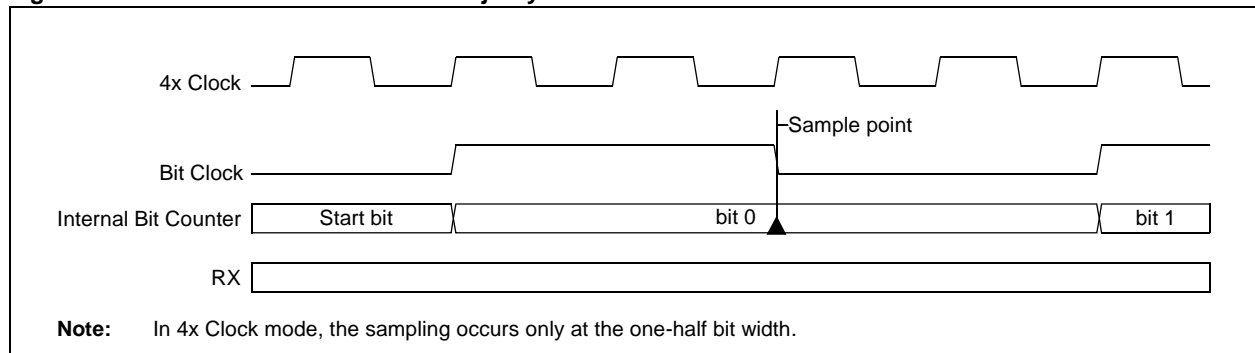 4x Clock
Sample point
Bit Clock
Internal Bit Counter Start bit bit 0 bit 1
RX
Note: In 4x Clock mode, the sampling occurs only at the one-half bit width.